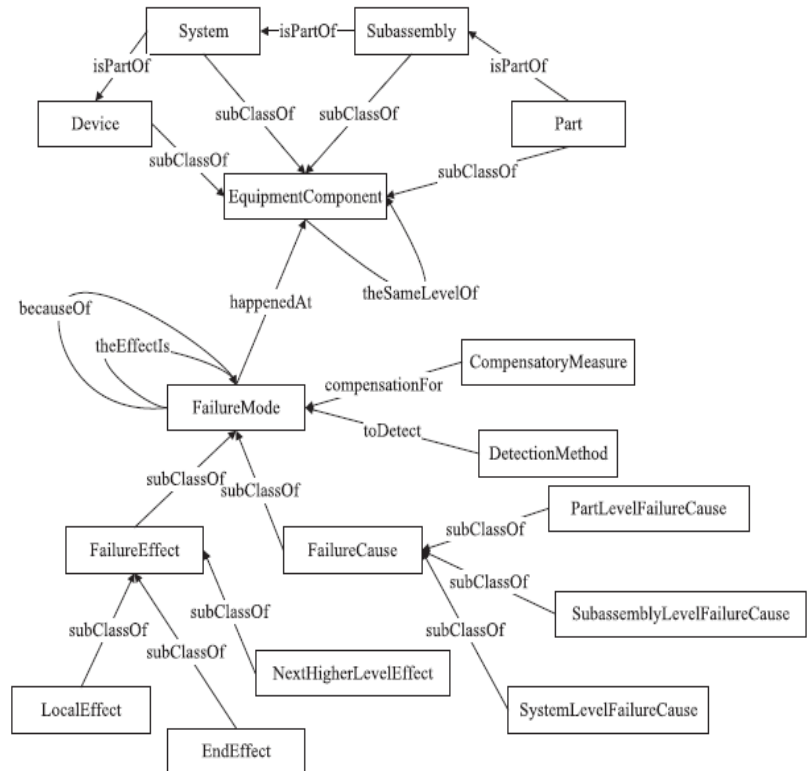 System
isPartOf
Subassembly
isPartOf
isPartOf
Device
Part
subClassOf
subClassOf
subClassOf
subClassOf
EquipmentComponent
theSameLevelOf
happenedAt
becauseOf
theEffectIs
CompensatoryMeasure
compensationFor
FailureMode
toDetect
DetectionMethod
subClassOf
subClassOf
PartLevelFailureCause
subClassOf
FailureEffect
FailureCause
subClassOf
SubassemblyLevelFailureCause
subClassOf
subClassOf
subClassOf
subClassOf
NextHigherLevelEffect
LocalEffect
SystemLevelFailureCause
EndEffect